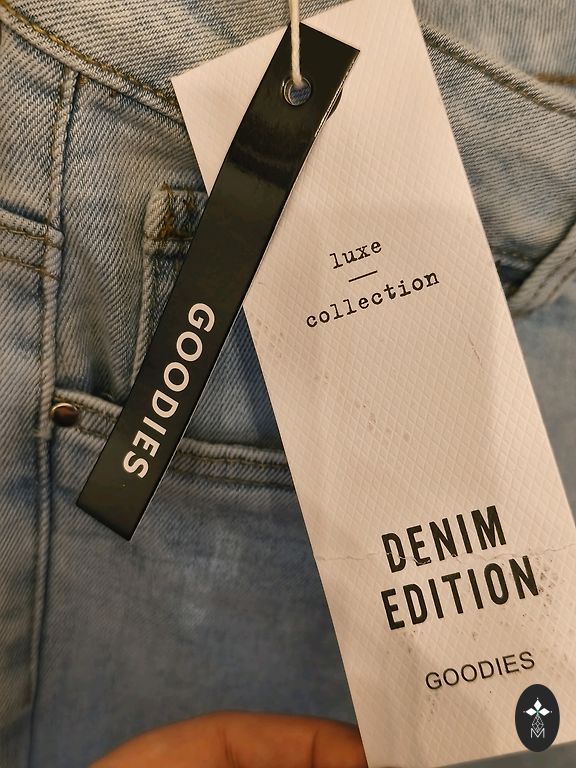 GOODIES
luxe
collection
DENIM
EDITION
GOODIES
M